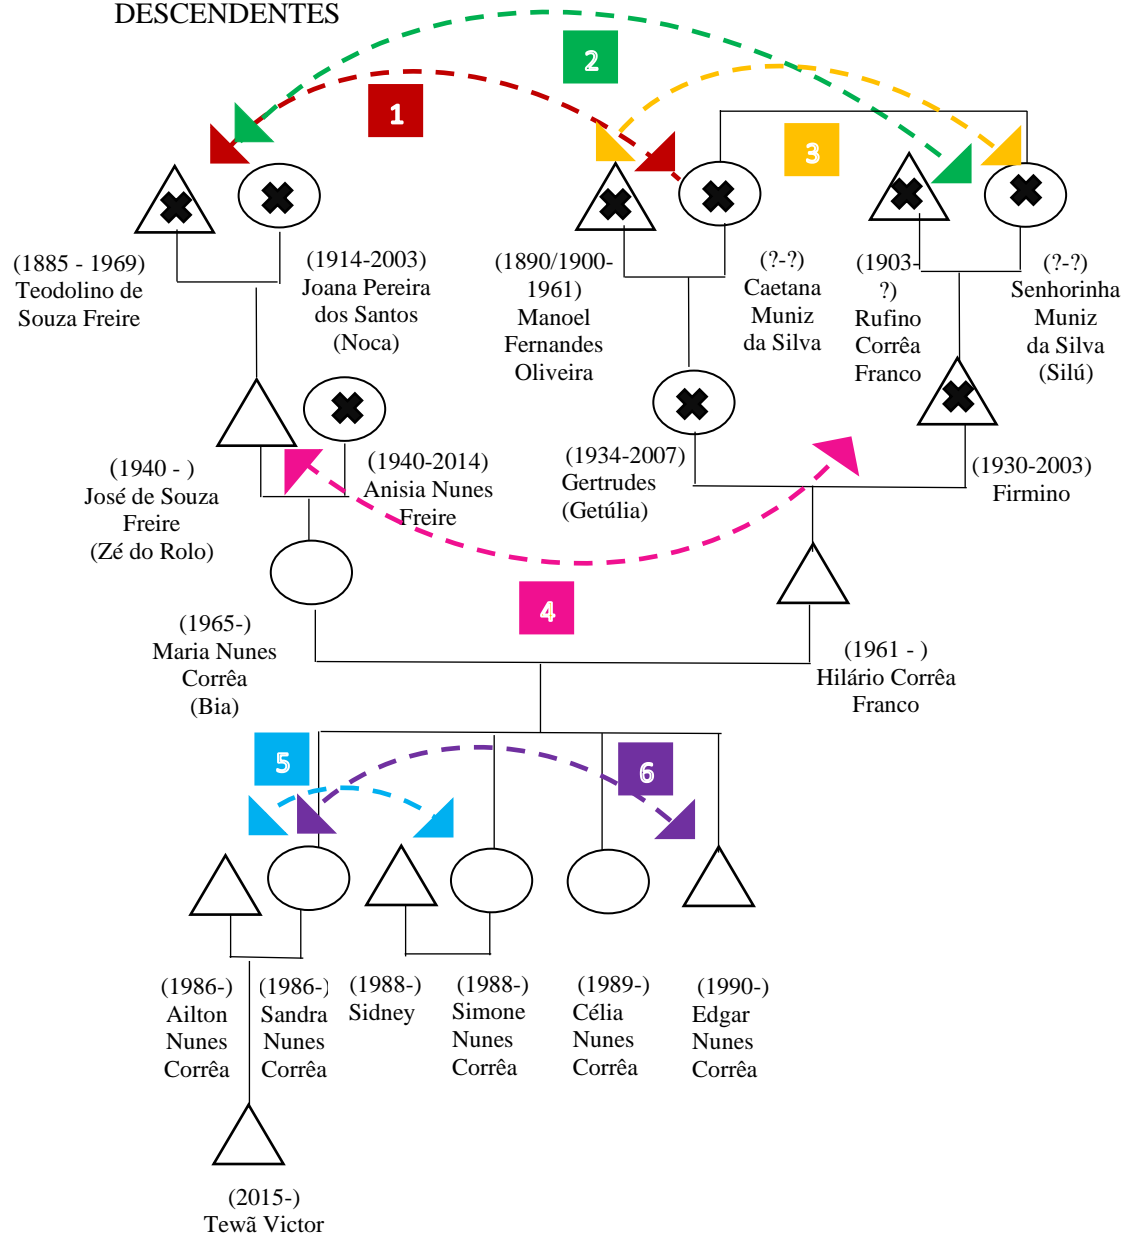 DESCENDENTES
2
1
3
(1885 - 1969)
Teodolino de
Souza Freire
(1914-2003)
Joana Pereira
dos Santos
(Noca)
(1890/1900-
1961)
Manoel
Fernandes
Oliveira
(?-?)
Caetana
Muniz
da Silva
(1903-
?)
Rufino
Corrêa
Franco
(?-?)
Senhorinha
Muniz
da Silva
(Silú)
(1940 - )
José de Souza
Freire
(Zé do Rolo)
(1940-2014)
Anisia Nunes
Freire
(1934-2007)
Gertrudes
(Getúlia)
(1930-2003)
Firmino
4
(1965-)
Maria Nunes
Corrêa
(Bia)
(1961 - )
Hilário Corrêa
Franco
5
6
(1986-)
Ailton
Nunes
Corrêa
(1986-)
Sandra
Nunes
Corrêa
(1988-)
Sidney
(1988-)
Simone
Nunes
Corrêa
(1989-)
Célia
Nunes
Corrêa
(1990-)
Edgar
Nunes
Corrêa
(2015-)
Tewã Victor